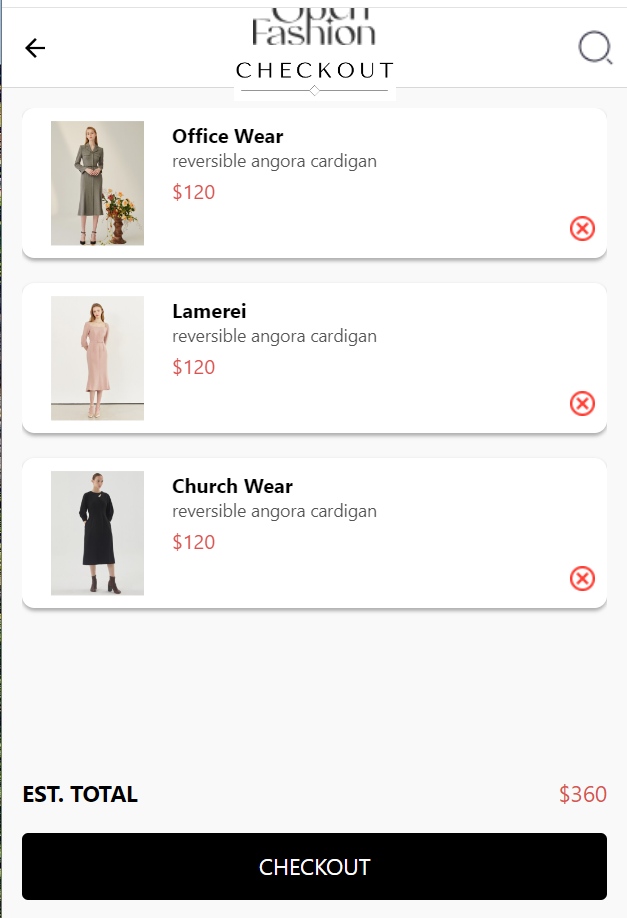 Open
Fashion
CHECKOUT
Office Wear
reversible angora cardigan
$120
Lamerei
reversible angora cardigan
$120
Church Wear
reversible angora cardigan
$120
EST. TOTAL
$360
CHECKOUT